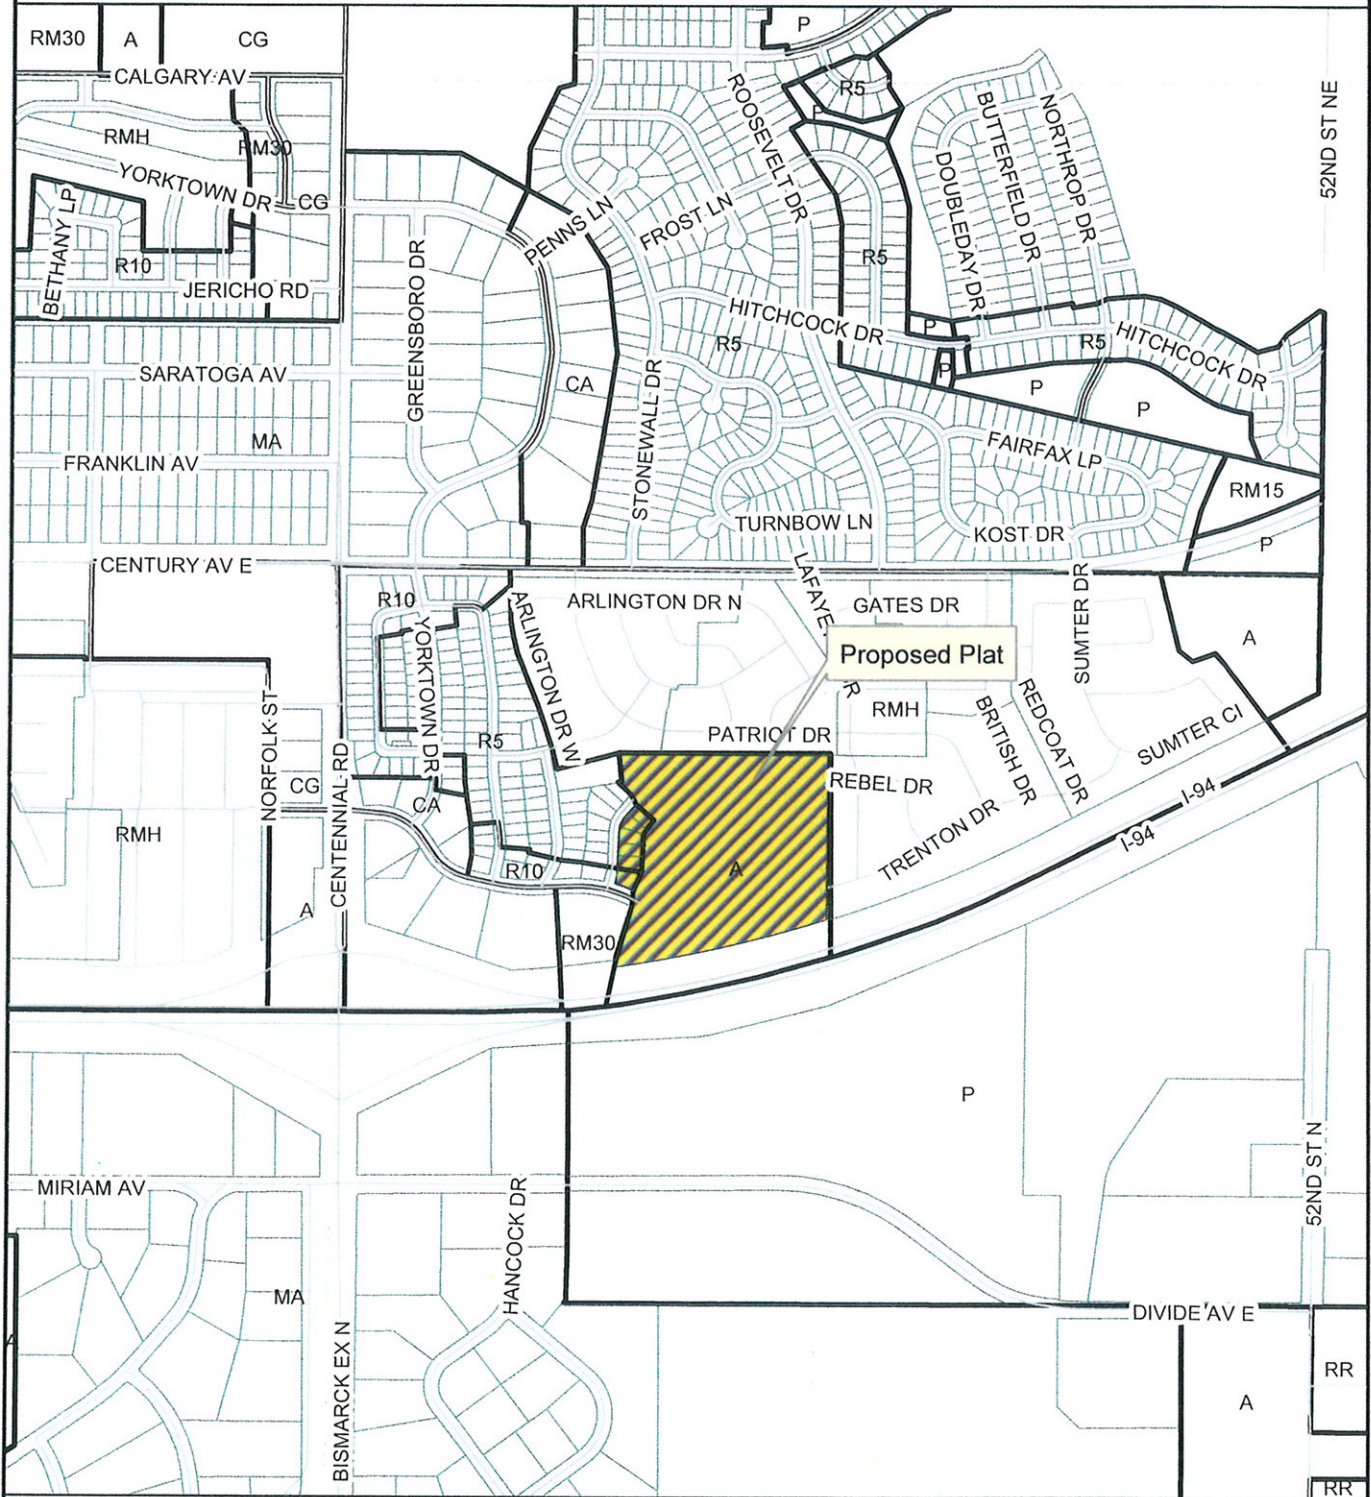 RM30
A
CG
P
CALGARY AV
R5
P
RMH
RM30
YORKTOWN DR
CG
BETHANY LP
R10
JERICHO RD
GREENSBORO DR
PENNS LN
FROST LN
ROOSEVELT DR
R5
DOUBLEDAY DR
BUTTERFIELD DR
NORTHROP DR
52ND ST NE
SARATOGA AV
MA
FRANKLIN AV
CA
STONEWALL DR
R5
HITCHCOCK DR
P
P
R5
HITCHCOCK DR
P
P
FAIRFAX LP
RM15
TURNBOW LN
KOST DR
P
CENTURY AV E
R10
ARLINGTON DR N
GATES DR
SUMTER DR
A
YORKTOWN DR
ARLINGTON DR W
Proposed Plat
RMH
R5
PATRIOT DR
BRITISH DR
REDCOAT DR
SUMTER CI
NORFOLK ST
CENTENNIAL RD
CG
CA
REBEL DR
I-94
RMH
TRENTON DR
I-94
R10
A
A
RM30
P
MIRIAM AV
HANCOCK DR
52ND ST N
MA
BISMARCK EX N
DIVIDE AV E
RR
A
RR